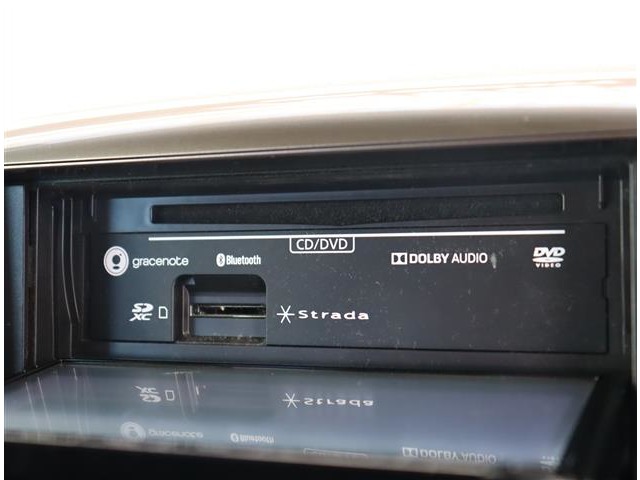 CD/DVD
gracenote Bluetooth DOLBY AUDIO DVD VIDEO
SD XC Strada